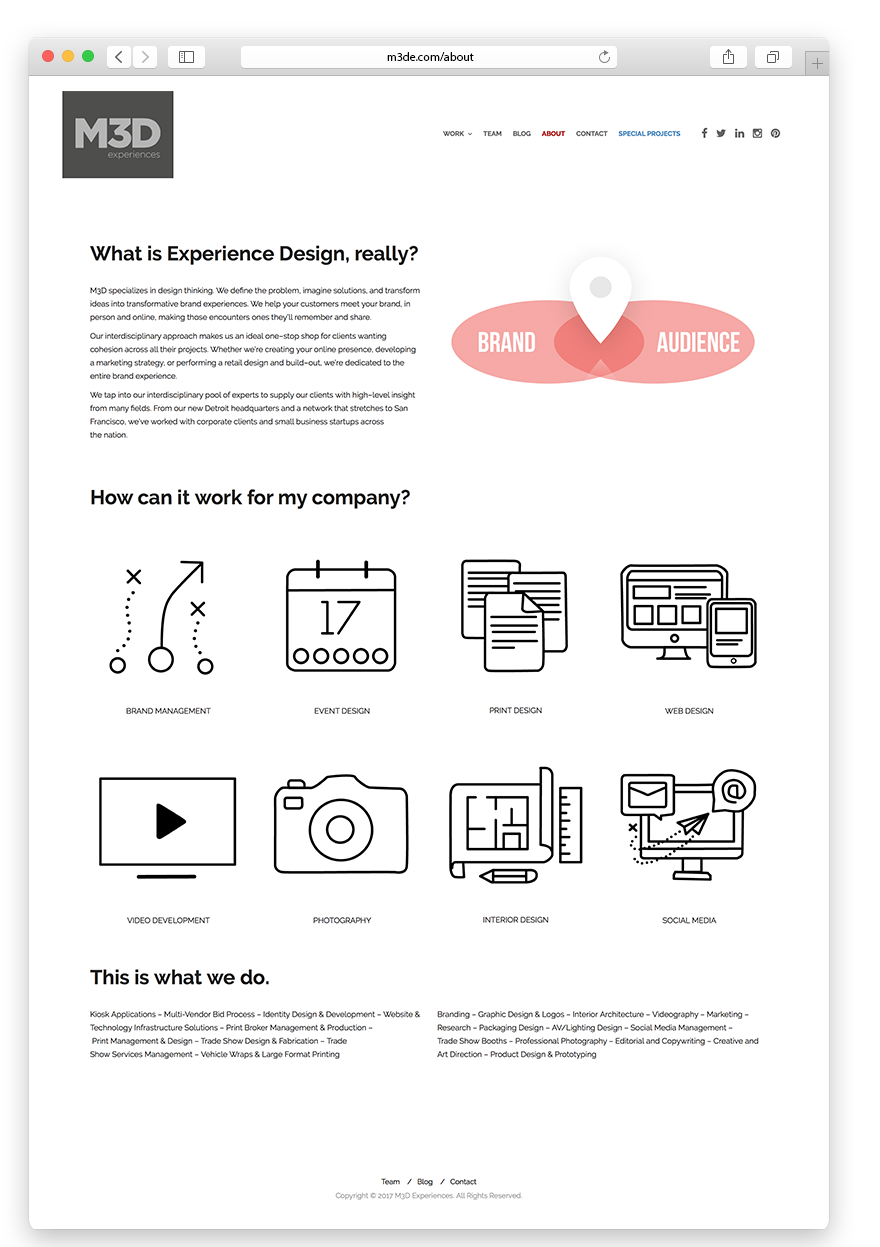 m3de.com/about
M3D
experiences
WORK TEAM BLOG ABOUT CONTACT SPECIAL PROJECTS
What is Experience Design, really?
M3D specializes in design thinking. We define the problem, imagine solutions, and transform
ideas into transformative brand experiences. We help your customers meet your brand, in
person and online, making those encounters ones they'll remember and share.
Our interdisciplinary approach makes us an ideal one-stop shop for clients wanting
cohesion across all their projects. Whether we're creating your online presence, developing
a marketing strategy, or performing a retail design and build-out, we're dedicated to the
entire brand experience.
We tap into our interdisciplinary pool of experts to supply our clients with high-level insight
from many fields. From our new Detroit headquarters and a network that stretches to San
Francisco, we've worked with corporate clients and small business startups across
the nation.
BRAND AUDIENCE
How can it work for my company?
17
BRAND MANAGEMENT EVENT DESIGN PRINT DESIGN WEB DESIGN
@
VIDEO DEVELOPMENT PHOTOGRAPHY INTERIOR DESIGN SOCIAL MEDIA
This is what we do.
Kiosk Applications – Multi-Vendor Bid Process – Identity Design & Development – Website &
Technology Infrastructure Solutions – Print Broker Management & Production –
Print Management & Design – Trade Show Design & Fabrication – Trade
Show Services Management – Vehicle Wraps & Large Format Printing
Branding – Graphic Design & Logos – Interior Architecture – Videography – Marketing –
Research – Packaging Design – AV/Lighting Design – Social Media Management –
Trade Show Booths – Professional Photography – Editorial and Copywriting – Creative and
Art Direction – Product Design & Prototyping
Team / Blog / Contact
Copyright © 2017 M3D Experiences. All Rights Reserved.